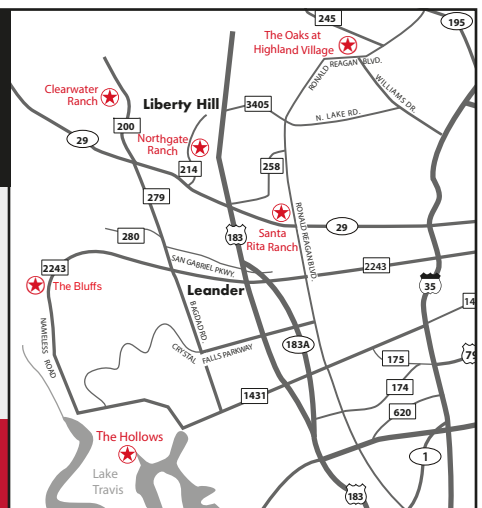 245
195
The Oaks at
Highland Village
RONALD REAGAN BLVD.
WILLIAMS DR.
Clearwater
Ranch
Liberty Hill
3405
N. LAKE RD.
200
29
Northgate
Ranch
214
258
279
RONALD REAGAN BLVD.
Santa
Rita Ranch
29
280
183
SAN GABRIEL PKWY.
2243
2243
The Bluffs
35
Leander
BAGDAD RD.
14
NAMELESS ROAD
CRYSTAL FALLS PARKWAY
183A
175
79
174
1431
620
The Hollows
1
Lake
Travis
183